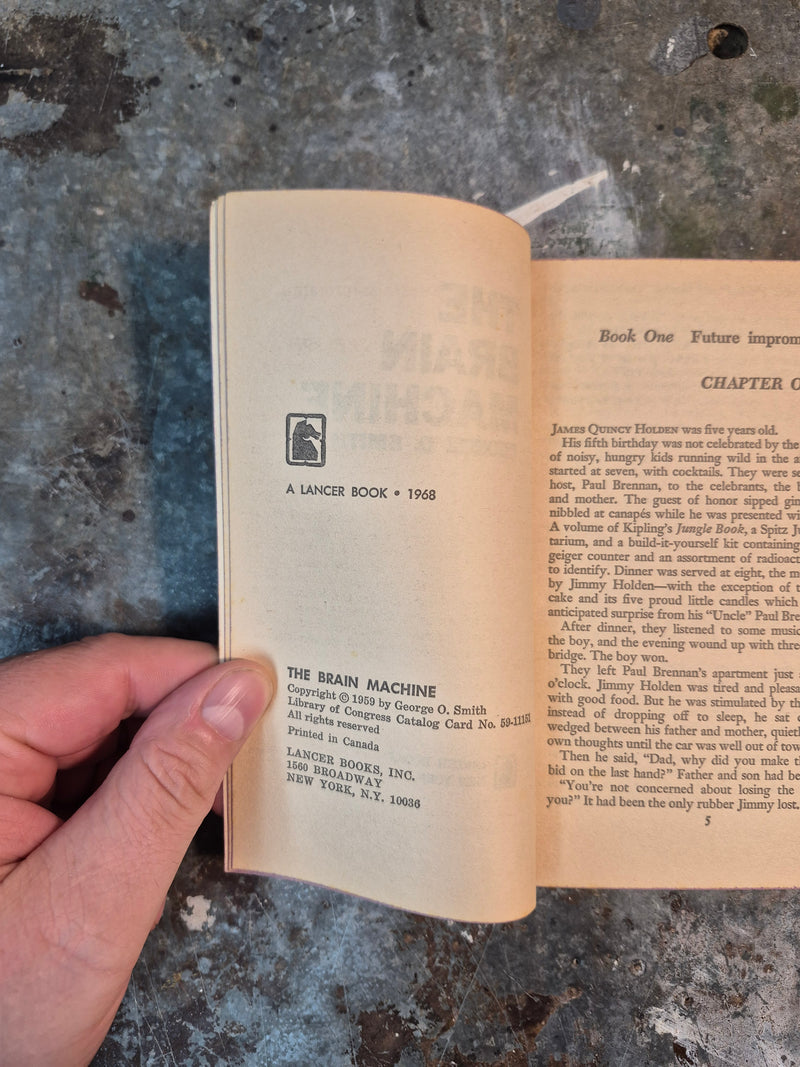 A LANCER BOOK • 1968
THE BRAIN MACHINE
Copyright © 1959 by George O. Smith
Library of Congress Catalog Card No. 59-11151
All rights reserved
Printed in Canada
LANCER BOOKS, INC.
1560 BROADWAY
NEW YORK, N.Y. 10036
Book One Future
CHAPTER
JAMES QUINCY HOLDEN was five years old.
His fifth birthday was not celebrated by the
of noisy, hungry kids running wild in the
started at seven, with cocktails. They were
host, Paul Brennan, to the celebrants, the
and mother. The guest of honor sipped
nibbled at canapés while he was presented
A volume of Kipling's Jungle Book, a Spitz
tarium, and a build-it-yourself kit containing
geiger counter and an assortment of
to identify. Dinner was served at eight, the
by Jimmy Holden—with the exception of
cake and its five proud little candles which
anticipated surprise from his "Uncle" Paul
After dinner, they listened to some
the boy, and the evening wound up with
bridge. The boy won.
They left Paul Brennan's apartment just
o'clock. Jimmy Holden was tired and
with good food. But he was stimulated by
instead of dropping off to sleep, he sat
wedged between his father and mother,
own thoughts until the car was well out of
Then he said, "Dad, why did you make
bid on the last hand?" Father and son had
"You're not concerned about losing the
you?" It had been the only rubber Jimmy lost.
5